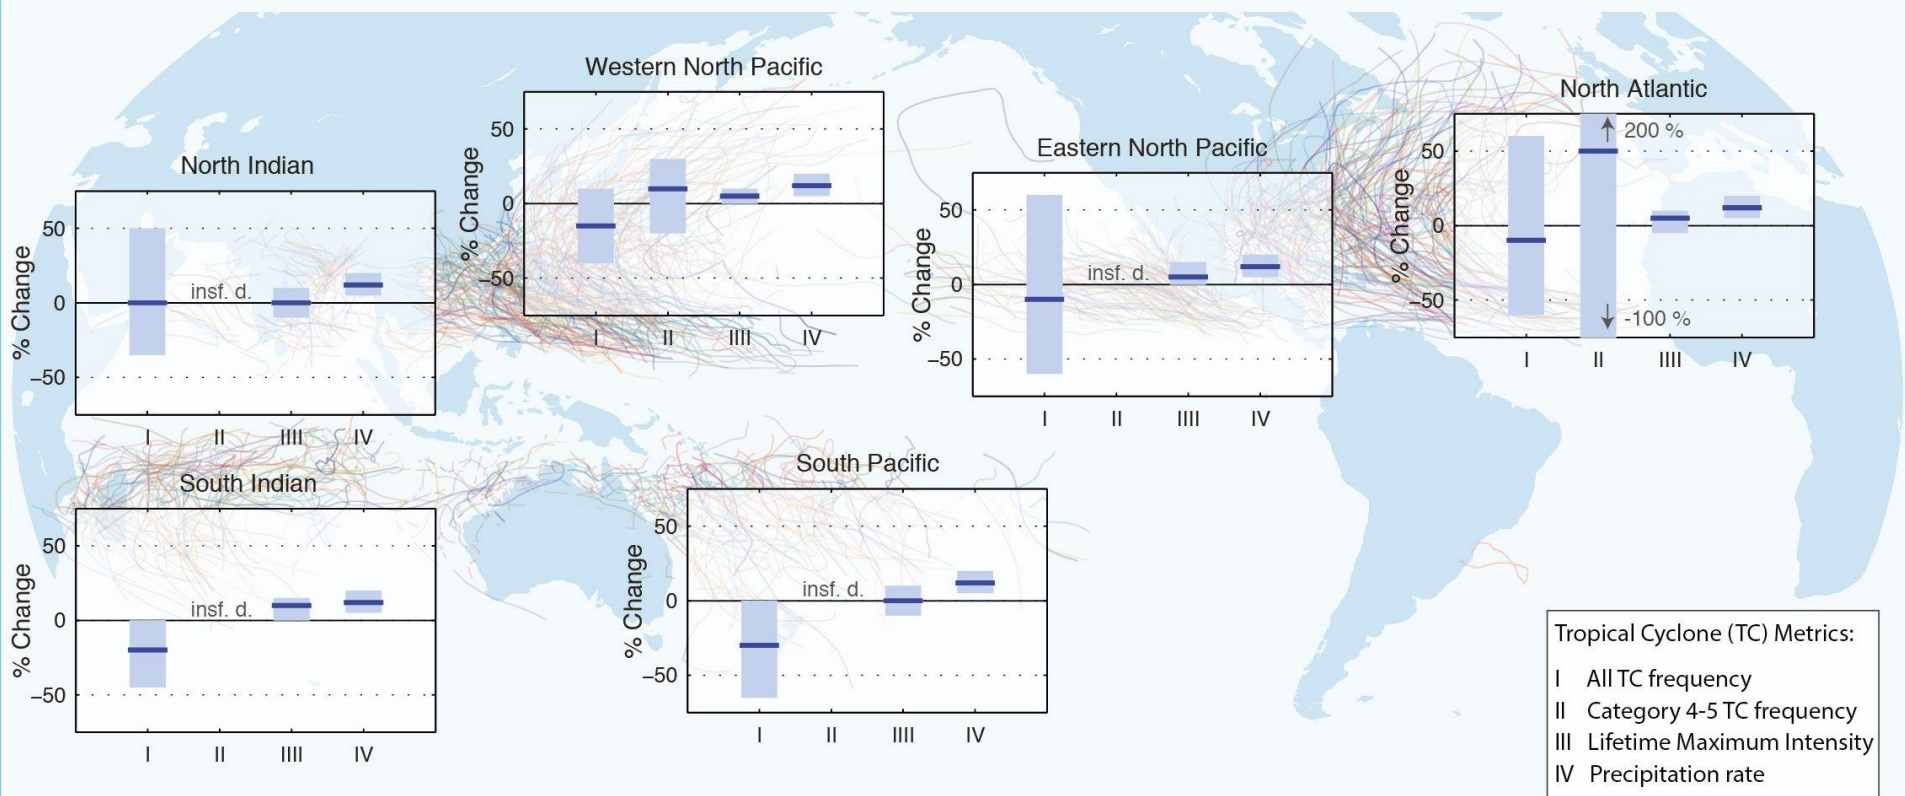 Western North Pacific
% Change
50
0
−50
I II IIII IV
North Atlantic
% Change
50
0
−50
200 %
-100 %
I II IIII IV
Eastern North Pacific
% Change
50
0
−50
insf. d.
I II IIII IV
North Indian
% Change
50
0
−50
insf. d.
I II IIII IV
South Indian
% Change
50
0
−50
insf. d.
I II IIII IV
South Pacific
% Change
50
0
−50
insf. d.
I II IIII IV
Tropical Cyclone (TC) Metrics:
I All TC frequency
II Category 4-5 TC frequency
III Lifetime Maximum Intensity
IV Precipitation rate